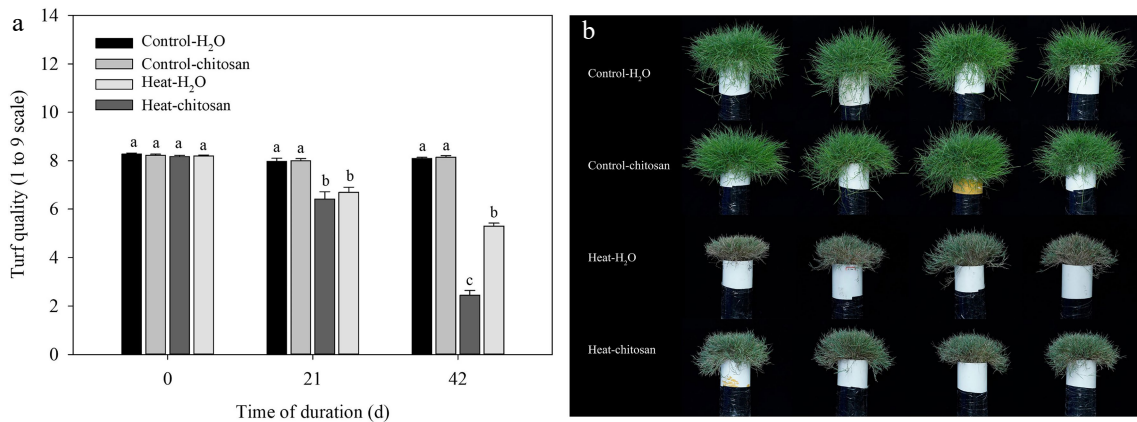 a
14
12
10
8
6
4
2
0
Turf quality (1 to 9 scale)
Control-H₂O
Control-chitosan
Heat-H₂O
Heat-chitosan
a a a a
a a b b
a a c b
0 21 42
Time of duration (d)
b
Control-H₂O
Control-chitosan
Heat-H₂O
Heat-chitosan